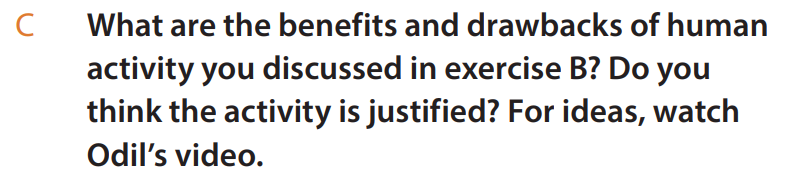 C What are the benefits and drawbacks of human
activity you discussed in exercise B? Do you
think the activity is justified? For ideas, watch
Odil’s video.